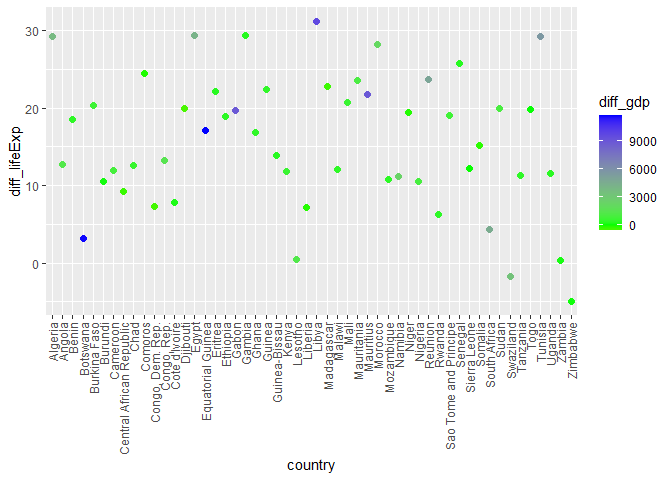 diff_lifeExp
30
20
10
0
Algeria
Angola
Benin
Botswana
Burkina Faso
Burundi
Cameroon
Central African Republic
Chad
Comoros
Congo, Dem. Rep.
Congo, Rep.
Cote d'Ivoire
Djibouti
Egypt
Equatorial Guinea
Eritrea
Ethiopia
Gabon
Gambia
Ghana
Guinea
Guinea-Bissau
Kenya
Lesotho
Liberia
Libya
Madagascar
Malawi
Mali
Mauritania
Mauritius
Morocco
Mozambique
Namibia
Niger
Nigeria
Reunion
Rwanda
Sao Tome and Principe
Senegal
Sierra Leone
Somalia
South Africa
Sudan
Swaziland
Tanzania
Togo
Tunisia
Uganda
Zambia
Zimbabwe
country
diff_gdp
9000
6000
3000
0